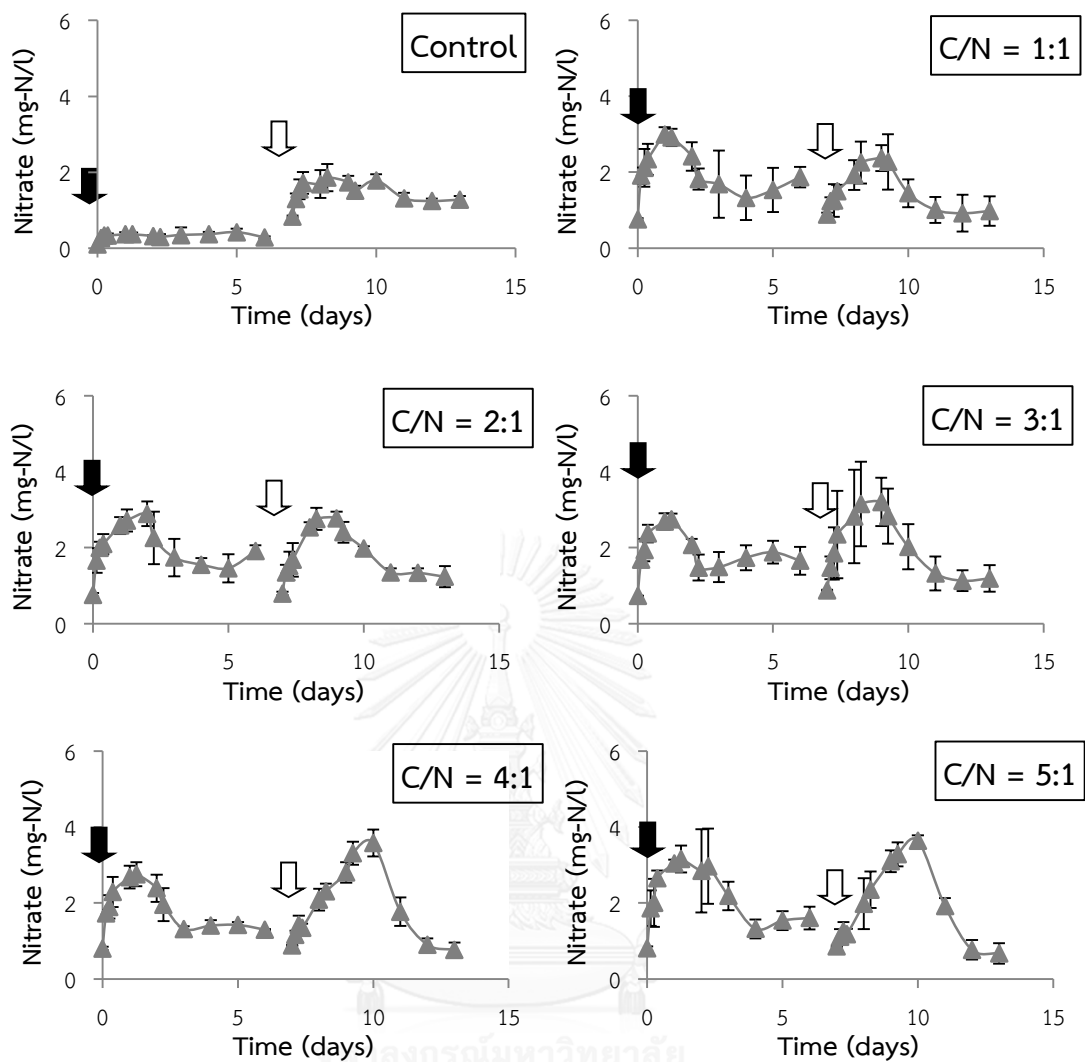 Control
Nitrate (mg-N/l)
6
4
2
0
0 5 10 15
Time (days)
C/N = 1:1
Nitrate (mg-N/l)
6
4
2
0
0 5 10 15
Time (days)
C/N = 2:1
Nitrate (mg-N/l)
6
4
2
0
0 5 10 15
Time (days)
C/N = 3:1
Nitrate (mg-N/l)
6
4
2
0
0 5 10 15
Time (days)
C/N = 4:1
Nitrate (mg-N/l)
6
4
2
0
0 5 10 15
Time (days)
C/N = 5:1
Nitrate (mg-N/l)
6
4
2
0
0 5 10 15
Time (days)